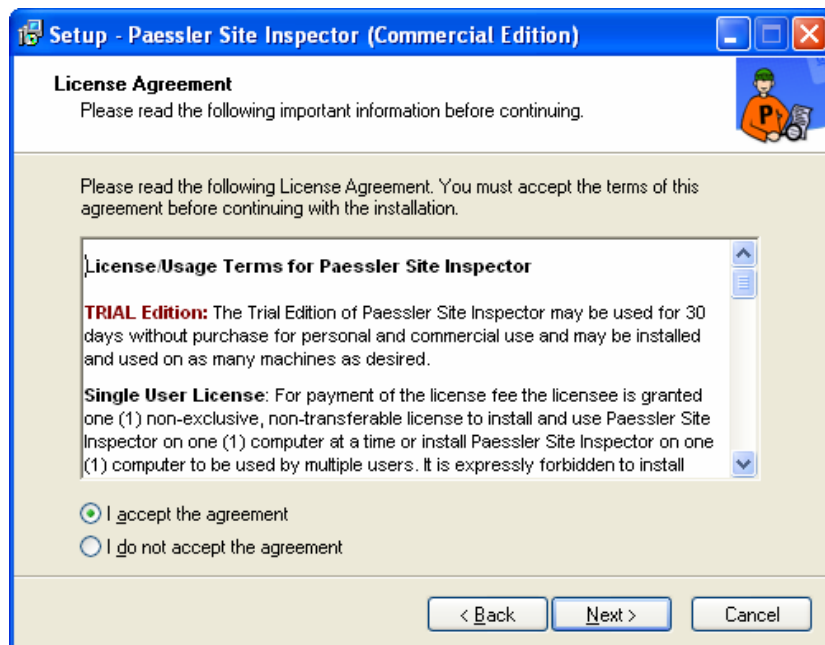 Setup - Paessler Site Inspector (Commercial Edition)
License Agreement
Please read the following important information before continuing.
P
Please read the following License Agreement. You must accept the terms of this
agreement before continuing with the installation.
License/Usage Terms for Paessler Site Inspector
TRIAL Edition: The Trial Edition of Paessler Site Inspector may be used for 30
days without purchase for personal and commercial use and may be installed
and used on as many machines as desired.
Single User License: For payment of the license fee the licensee is granted
one (1) non-exclusive, non-transferable license to install and use Paessler Site
Inspector on one (1) computer at a time or install Paessler Site Inspector on one
(1) computer to be used by multiple users. It is expressly forbidden to install
I accept the agreement
I do not accept the agreement
< Back Next > Cancel